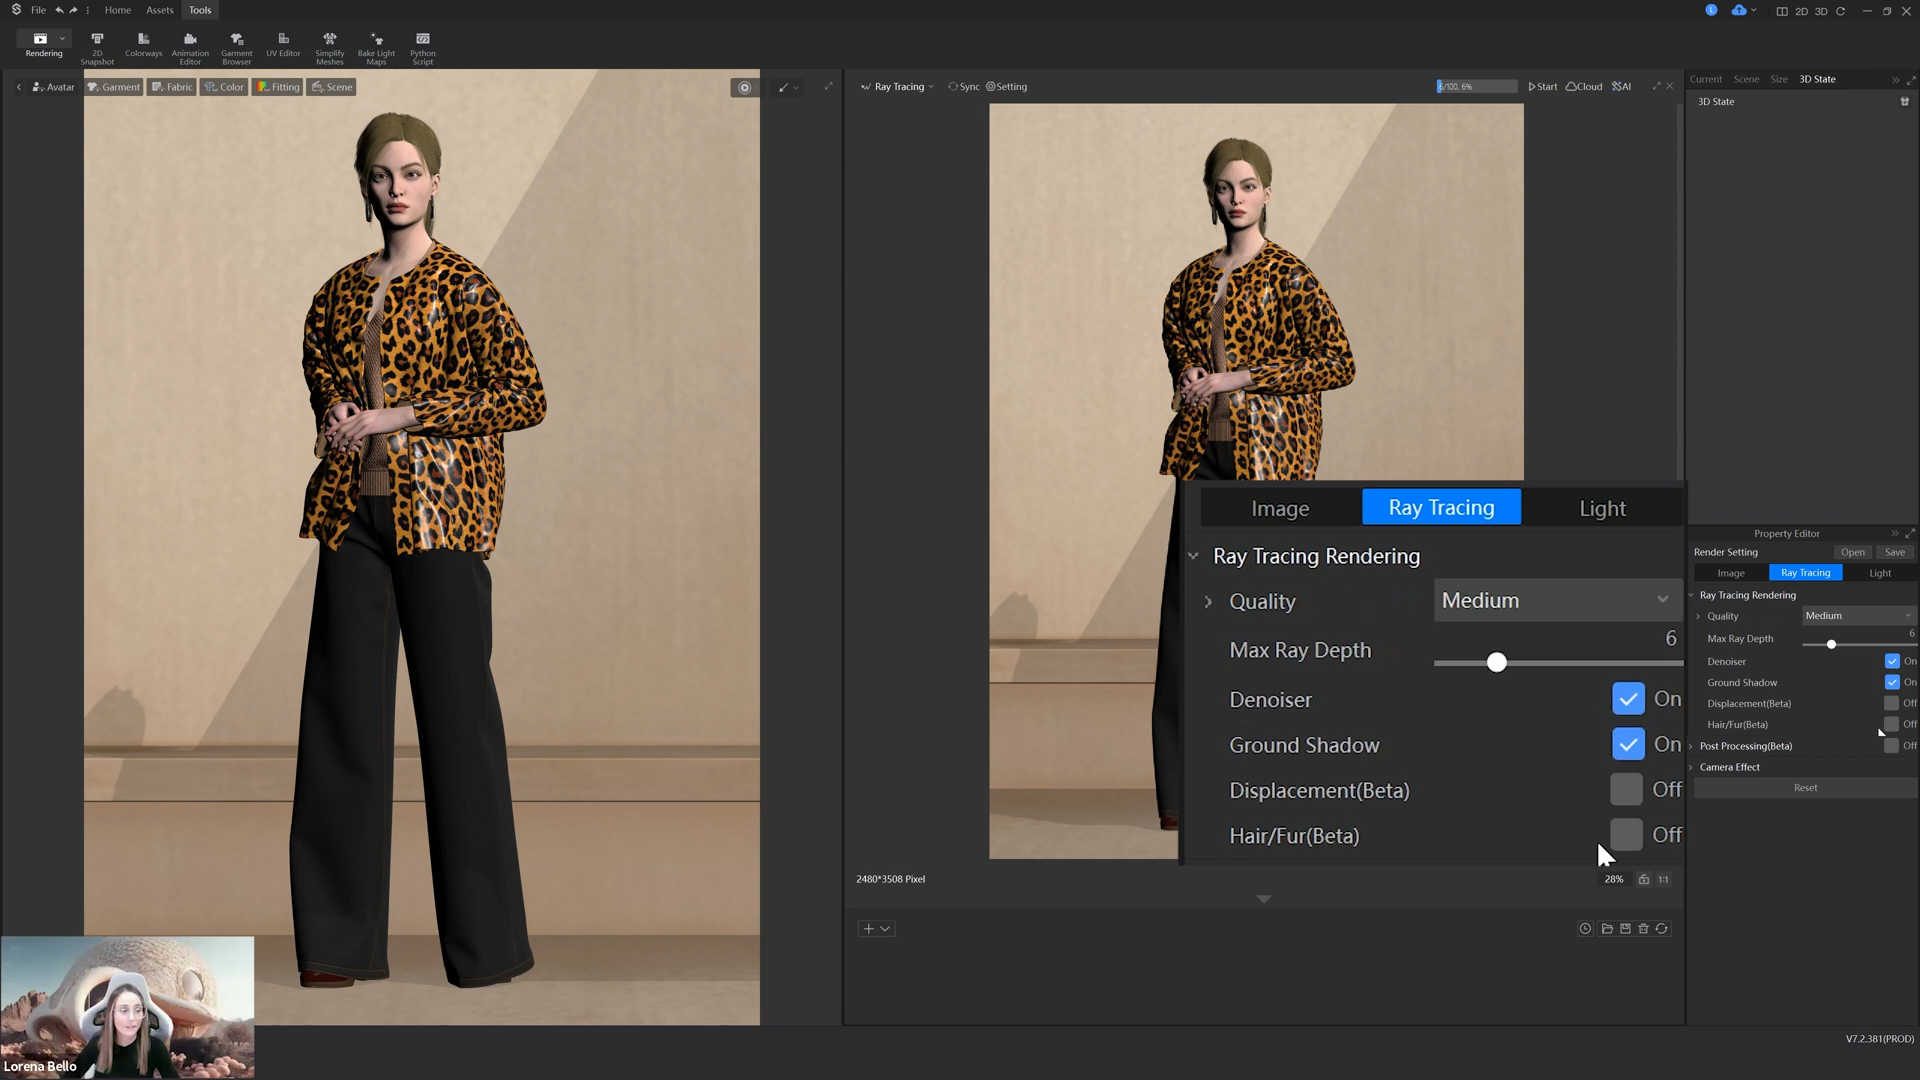 File Home Assets Tools
2D 3D
Rendering
2D Snapshot
Colorways
Animation Editor
Garment Browser
UV Editor
Simplify Meshes
Bake Light Maps
Python Script
Avatar Garment Fabric Color Fitting Scene
Ray Tracing Sync Setting
6/100, 6% Start Cloud AI
Current Scene Size 3D State
3D State
Image Ray Tracing Light
Ray Tracing Rendering
Quality Medium
Max Ray Depth 6
Denoiser On
Ground Shadow On
Displacement(Beta) Off
Hair/Fur(Beta) Off
Property Editor
Render Setting Open Save
Image Ray Tracing Light
Ray Tracing Rendering
Quality Medium
Max Ray Depth 6
Denoiser On
Ground Shadow On
Displacement(Beta) Off
Hair/Fur(Beta) Off
Post Processing(Beta) Off
Camera Effect
Reset
2480*3508 Pixel
28% 1:1
Lorena Bello
V7.2.381(PROD)